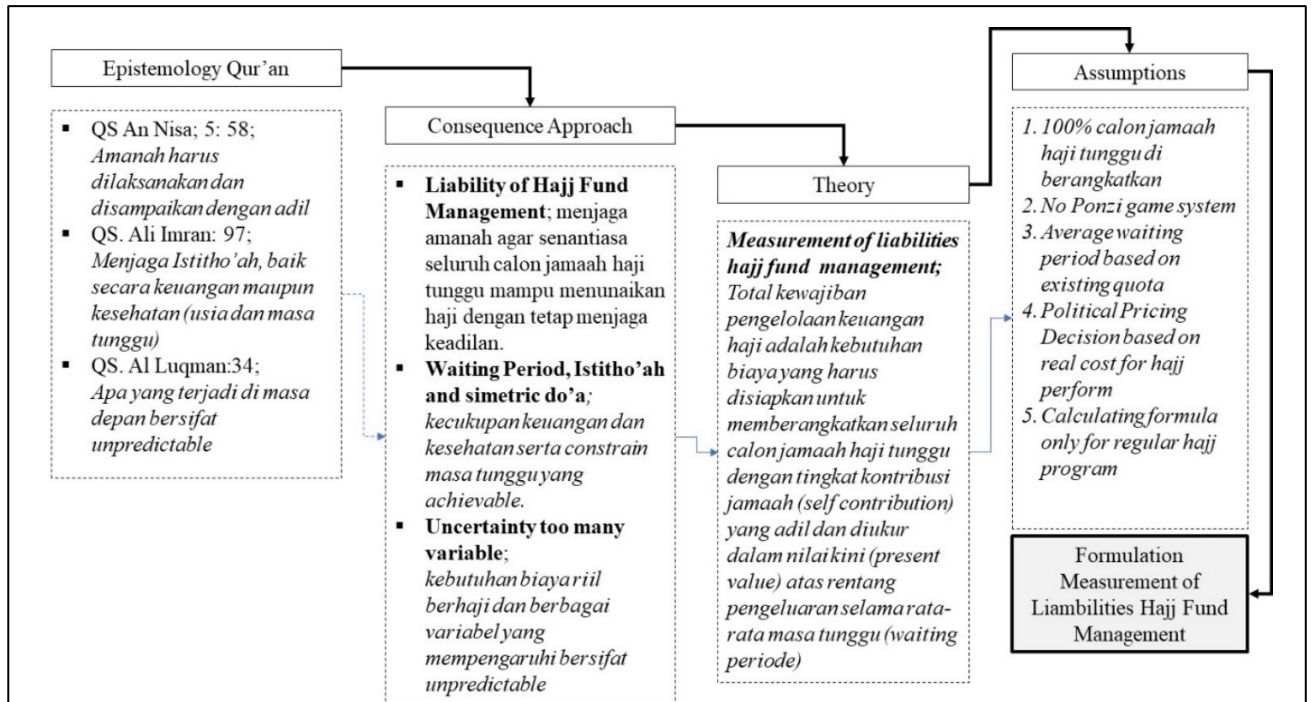 Epistemology Qur'an
▪ QS An Nisa; 5: 58;
Amanah harus
dilaksanakan dan
disampaikan dengan adil
▪ QS. Ali Imran: 97;
Menjaga Istitho'ah, baik
secara keuangan maupun
kesehatan (usia dan masa
tunggu)
▪ QS. Al Luqman:34;
Apa yang terjadi di masa
depan bersifat
unpredictable
Consequence Approach
▪ Liability of Hajj Fund
Management; menjaga
amanah agar senantiasa
seluruh calon jamaah haji
tunggu mampu menunaikan
haji dengan tetap menjaga
keadilan.
▪ Waiting Period, Istitho'ah
and simetric do'a;
kecukupan keuangan dan
kesehatan serta constrain
masa tunggu yang
achievable.
▪ Uncertainty too many
variable;
kebutuhan biaya riil
berhaji dan berbagai
variabel yang
mempengaruhi bersifat
unpredictable
Theory
Measurement of liabilities
hajj fund management;
Total kewajiban
pengelolaan keuangan
haji adalah kebutuhan
biaya yang harus
disiapkan untuk
memberangkatkan seluruh
calon jamaah haji tunggu
dengan tingkat kontribusi
jamaah (self contribution)
yang adil dan diukur
dalam nilai kini (present
value) atas rentang
pengeluaran selama rata-
rata masa tunggu (waiting
periode)
Assumptions
1. 100% calon jamaah
haji tunggu di
berangkatkan
2. No Ponzi game system
3. Average waiting
period based on
existing quota
4. Political Pricing
Decision based on
real cost for hajj
perform
5. Calculating formula
only for regular hajj
program
Formulation
Measurement of
Liambilities Hajj Fund
Management